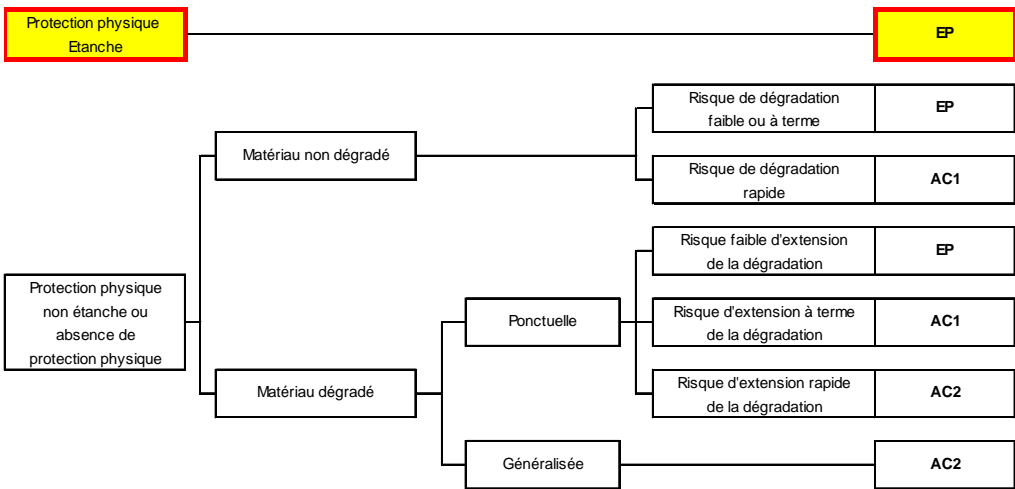 Protection physique
Etanche
EP
Risque de dégradation
faible ou à terme
EP
Matériau non dégradé
Risque de dégradation
rapide
AC1
Risque faible d'extension
de la dégradation
EP
Protection physique
non étanche ou
absence de
protection physique
Ponctuelle
Risque d'extension à terme
de la dégradation
AC1
Matériau dégradé
Risque d'extension rapide
de la dégradation
AC2
Généralisée
AC2